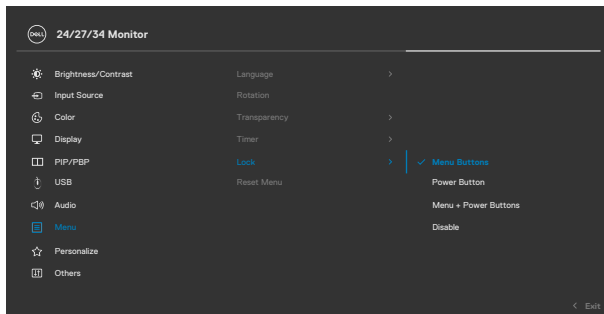 DELL 24/27/34 Monitor
Brightness/Contrast Language >
Input Source Rotation
Color Transparency >
Display Timer >
PIP/PBP Lock > ✓ Menu Buttons
USB Reset Menu Power Button
Audio Menu + Power Buttons
Menu Disable
Personalize
Others
< Exit